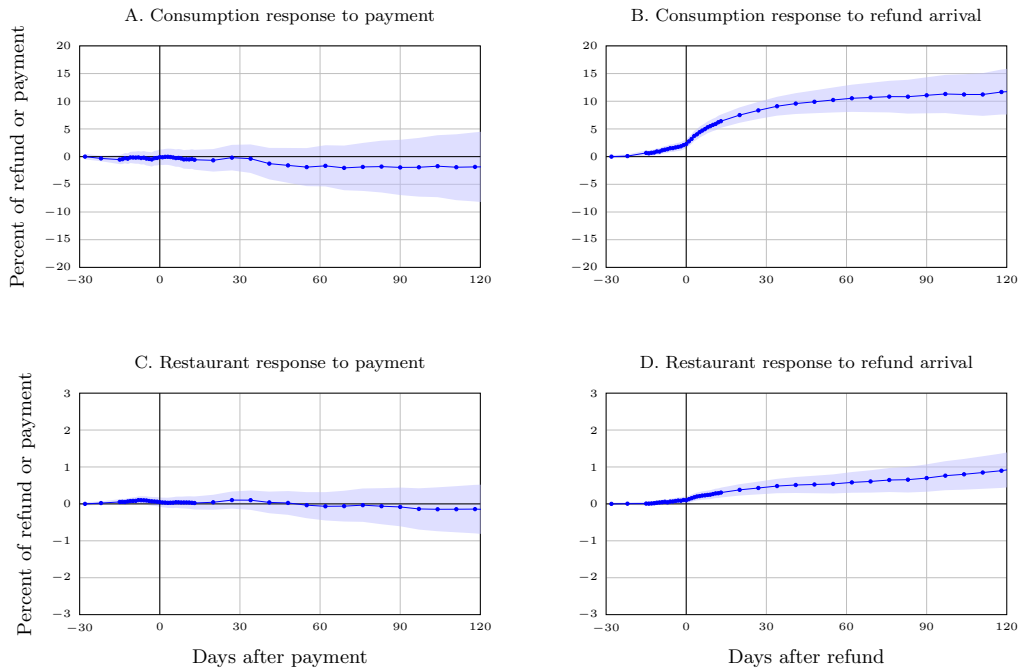 A. Consumption response to payment
B. Consumption response to refund arrival
Percent of refund or payment
20
15
10
5
0
−5
−10
−15
−20
−30 0 30 60 90 120
20
15
10
5
0
−5
−10
−15
−20
−30 0 30 60 90 120
C. Restaurant response to payment
D. Restaurant response to refund arrival
Percent of refund or payment
3
2
1
0
−1
−2
−3
−30 0 30 60 90 120
Days after payment
3
2
1
0
−1
−2
−3
−30 0 30 60 90 120
Days after refund